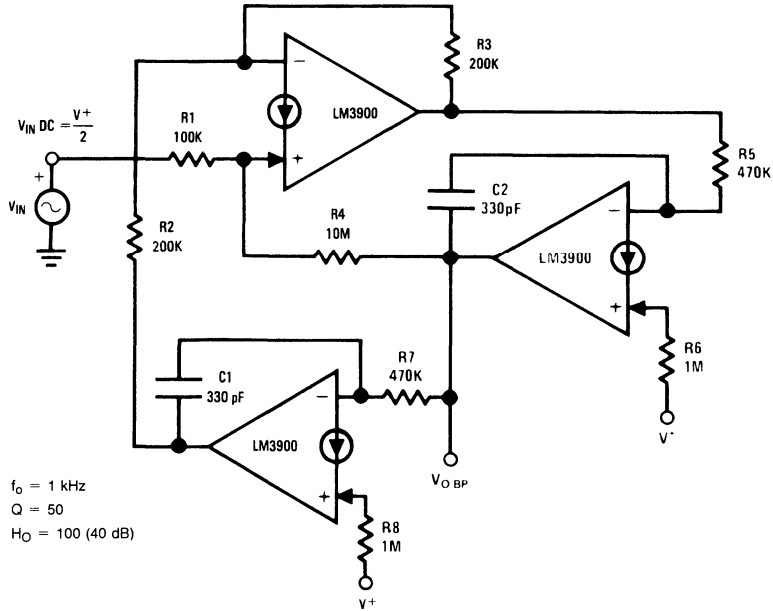 R3
200K
−
LM3900
+
V_IN DC = V+/2
R1
100K
+
V_IN
R5
470K
C2
330pF
−
R2
200K
R4
10M
LM3900
+
R6
1M
V+
R7
470K
C1
330 pF
−
LM3900
+
V_O BP
R8
1M
V+
f_o = 1 kHz
Q = 50
H_O = 100 (40 dB)